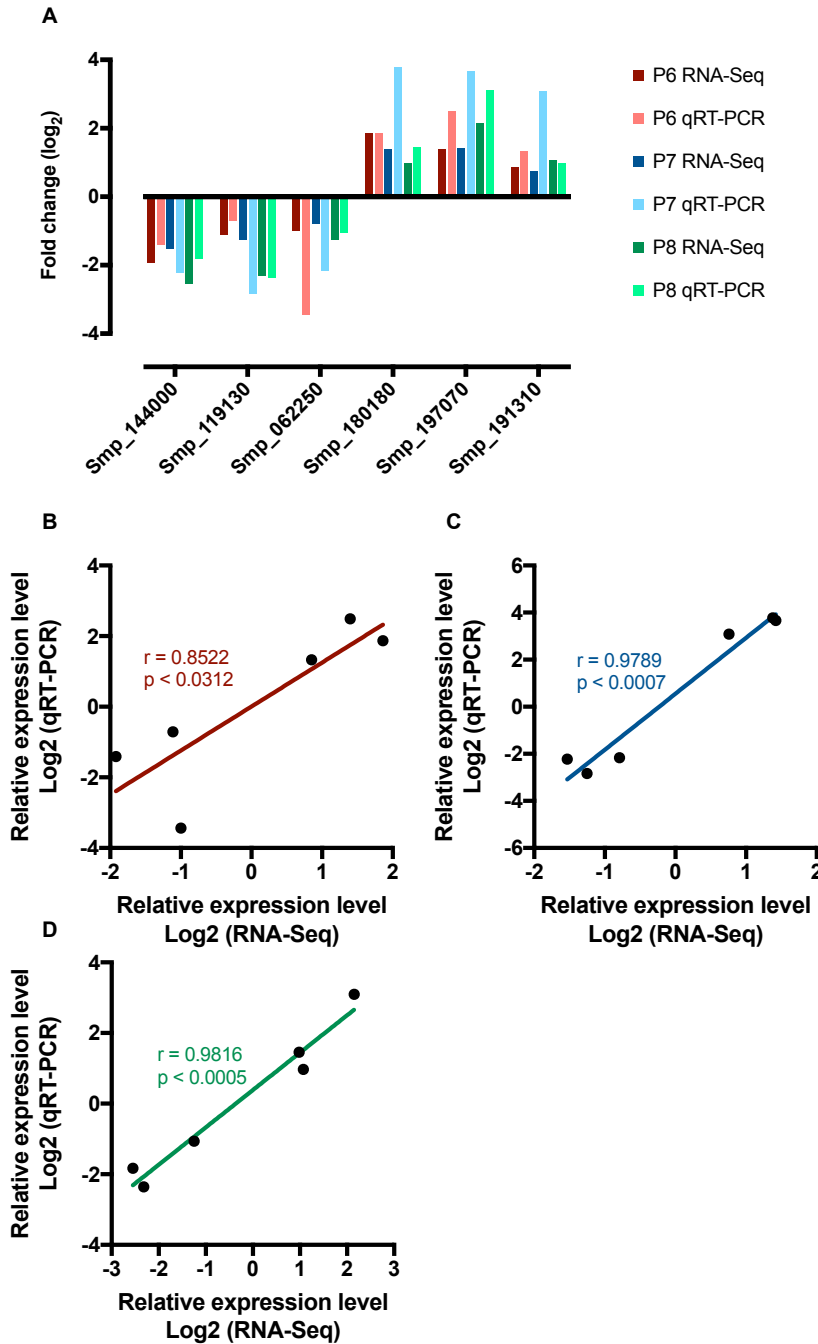 A
Fold change (log2)
4
2
0
-2
-4
Smp_144000
Smp_119130
Smp_062250
Smp_180180
Smp_197070
Smp_191310
P6 RNA-Seq
P6 qRT-PCR
P7 RNA-Seq
P7 qRT-PCR
P8 RNA-Seq
P8 qRT-PCR
B
Relative expression level
Log2 (qRT-PCR)
4
2
0
-2
-4
r = 0.8522
p < 0.0312
-2 -1 0 1 2
Relative expression level
Log2 (RNA-Seq)
C
Relative expression level
Log2 (qRT-PCR)
6
4
2
0
-2
-4
-6
r = 0.9789
p < 0.0007
-2 -1 0 1 2
Relative expression level
Log2 (RNA-Seq)
D
Relative expression level
Log2 (qRT-PCR)
4
2
0
-2
-4
r = 0.9816
p < 0.0005
-3 -2 -1 0 1 2 3
Relative expression level
Log2 (RNA-Seq)